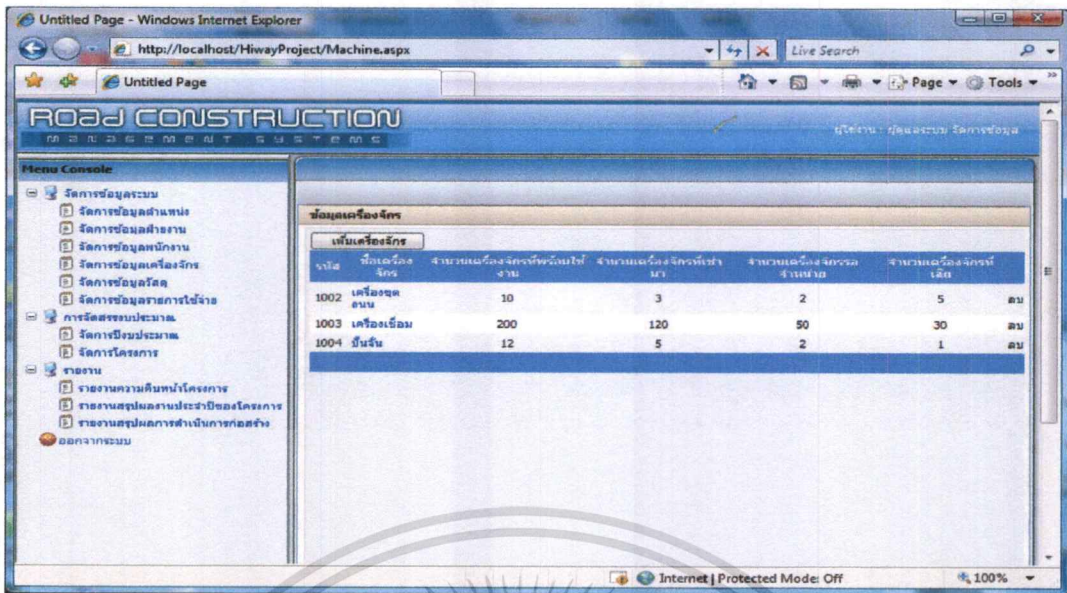 Untitled Page - Windows Internet Explorer
http://localhost/HiwayProject/Machine.aspx
Live Search
Untitled Page
Page
Tools
ROAD CONSTRUCTION
MANAGEMENT SYSTEMS
ผู้ใช้งาน : ผู้ดูแลระบบ จัดการข้อมูล
Menu Console
จัดการข้อมูลระบบ
จัดการข้อมูลตำแหน่ง
จัดการข้อมูลฝ่ายงาน
จัดการข้อมูลพนักงาน
จัดการข้อมูลเครื่องจักร
จัดการข้อมูลวัสดุ
จัดการข้อมูลรายการใช้จ่าย
การจัดสรรงบประมาณ
จัดการปีงบประมาณ
จัดการโครงการ
รายงาน
รายงานความคืบหน้าโครงการ
รายงานสรุปผลงานประจำปีของโครงการ
รายงานสรุปผลการดำเนินการก่อสร้าง
ออกจากระบบ
ข้อมูลเครื่องจักร
เพิ่มเครื่องจักร
รหัส ชื่อเครื่องจักร จำนวนเครื่องจักรที่พร้อมใช้งาน จำนวนเครื่องจักรที่เช่ามา จำนวนเครื่องจักรรอจำหน่าย จำนวนเครื่องจักรที่
1002 เครื่องขุดถนน 10 3 2 5 ลบ
1003 เครื่องเชื่อม 200 120 50 30 ลบ
1004 ปั้นจั่น 12 5 2 1 ลบ
Internet | Protected Mode: Off
100%